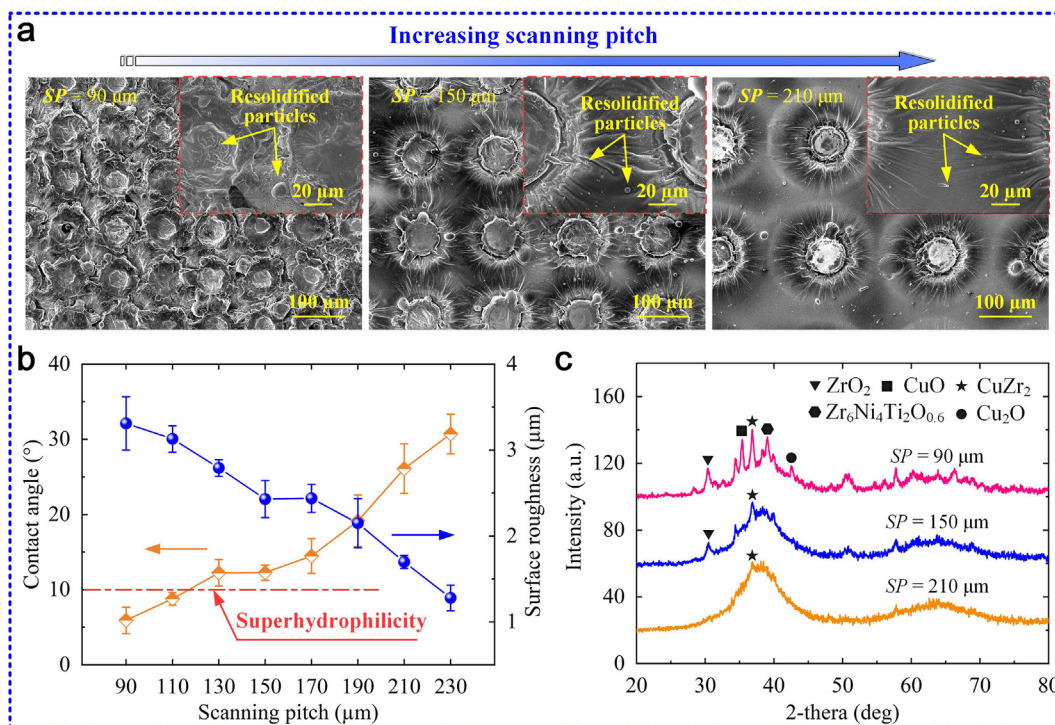 a
Increasing scanning pitch
SP = 90 µm
Resolidified
particles
20 µm
100 µm
SP = 150 µm
Resolidified
particles
20 µm
100 µm
SP = 210 µm
Resolidified
particles
20 µm
100 µm
b
40
30
20
10
0
Contact angle (°)
4
3
2
1
Surface roughness (µm)
Superhydrophilicity
90 110 130 150 170 190 210 230
Scanning pitch (µm)
c
160
120
80
40
0
Intensity (a.u.)
ZrO₂ CuO CuZr₂
Zr₆Ni₄Ti₂O₀.₆ Cu₂O
SP = 90 µm
SP = 150 µm
SP = 210 µm
20 30 40 50 60 70 80
2-thera (deg)